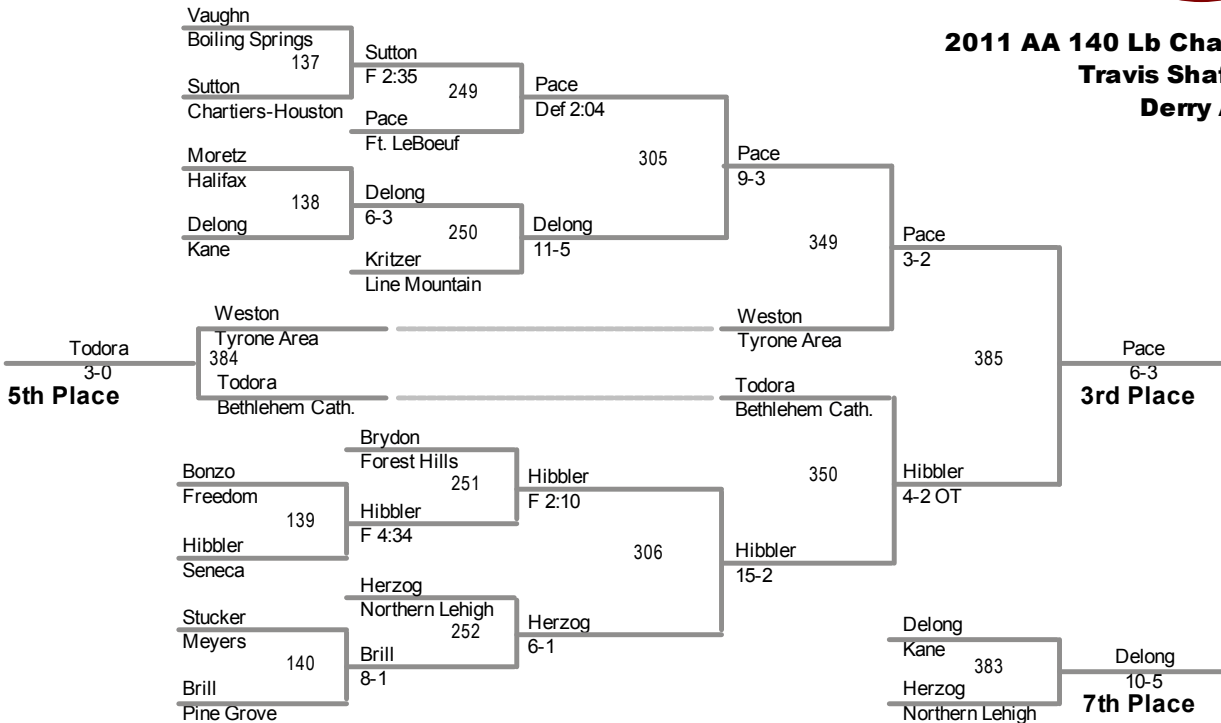 2011 AA 140 Lb Cha
Travis Shaf
Derry A
Vaughn
Boiling Springs
137
Sutton
Chartiers-Houston
Sutton
F 2:35
249
Pace
Ft. LeBoeuf
Pace
Def 2:04
Moretz
Halifax
138
Delong
Kane
Delong
6-3
250
Kritzer
Line Mountain
Delong
11-5
305
Pace
9-3
349
Weston
Tyrone Area
Pace
3-2
Weston
Tyrone Area
384
Todora
Bethlehem Cath.
Todora
3-0
5th Place
Todora
Bethlehem Cath.
350
Hibbler
4-2 OT
385
Pace
6-3
3rd Place
Brydon
Forest Hills
251
Bonzo
Freedom
139
Hibbler
Seneca
Hibbler
F 4:34
Hibbler
F 2:10
306
Hibbler
15-2
Herzog
Northern Lehigh
252
Stucker
Meyers
140
Brill
Pine Grove
Brill
8-1
Herzog
6-1
Delong
Kane
383
Herzog
Northern Lehigh
Delong
10-5
7th Place